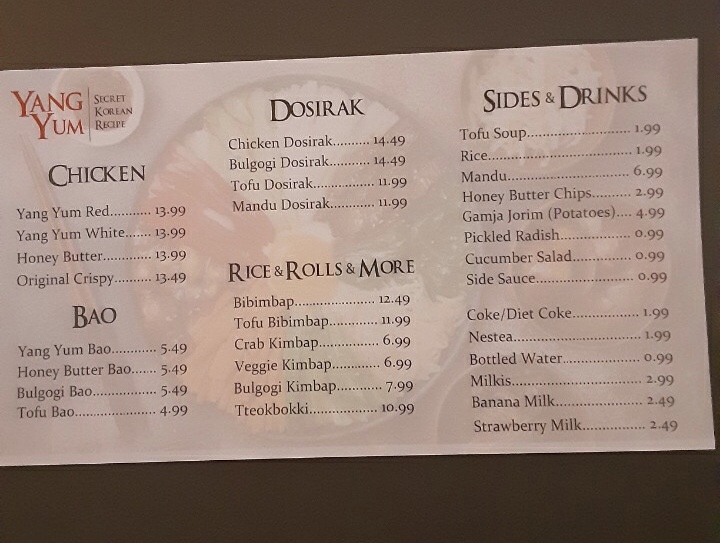 YANG YUM
SECRET KOREAN RECIPE
CHICKEN
Yang Yum Red........... 13.99
Yang Yum White....... 13.99
Honey Butter............. 13.99
Original Crispy.......... 13.49
BAO
Yang Yum Bao............ 5.49
Honey Butter Bao....... 5.49
Bulgogi Bao................. 5.49
Tofu Bao...................... 4.99
DOSIRAK
Chicken Dosirak.......... 14.49
Bulgogi Dosirak........... 14.49
Tofu Dosirak................. 11.99
Mandu Dosirak............. 11.99
RICE & ROLLS & MORE
Bibimbap...................... 12.49
Tofu Bibimbap.............. 11.99
Crab Kimbap................. 6.99
Veggie Kimbap............. 6.99
Bulgogi Kimbap............ 7.99
Tteokbokki................... 10.99
SIDES & DRINKS
Tofu Soup............................ 1.99
Rice.............................................. 1.99
Mandu................................. 6.99
Honey Butter Chips.......... 2.99
Gamja Jorim (Potatoes).... 4.99
Pickled Radish................... 0.99
Cucumber Salad................ 0.99
Side Sauce........................... 0.99
Coke/Diet Coke................... 1.99
Nestea.................................. 1.99
Bottled Water..................... 0.99
Milkis................................... 2.99
Banana Milk....................... 2.49
Strawberry Milk................. 2.49